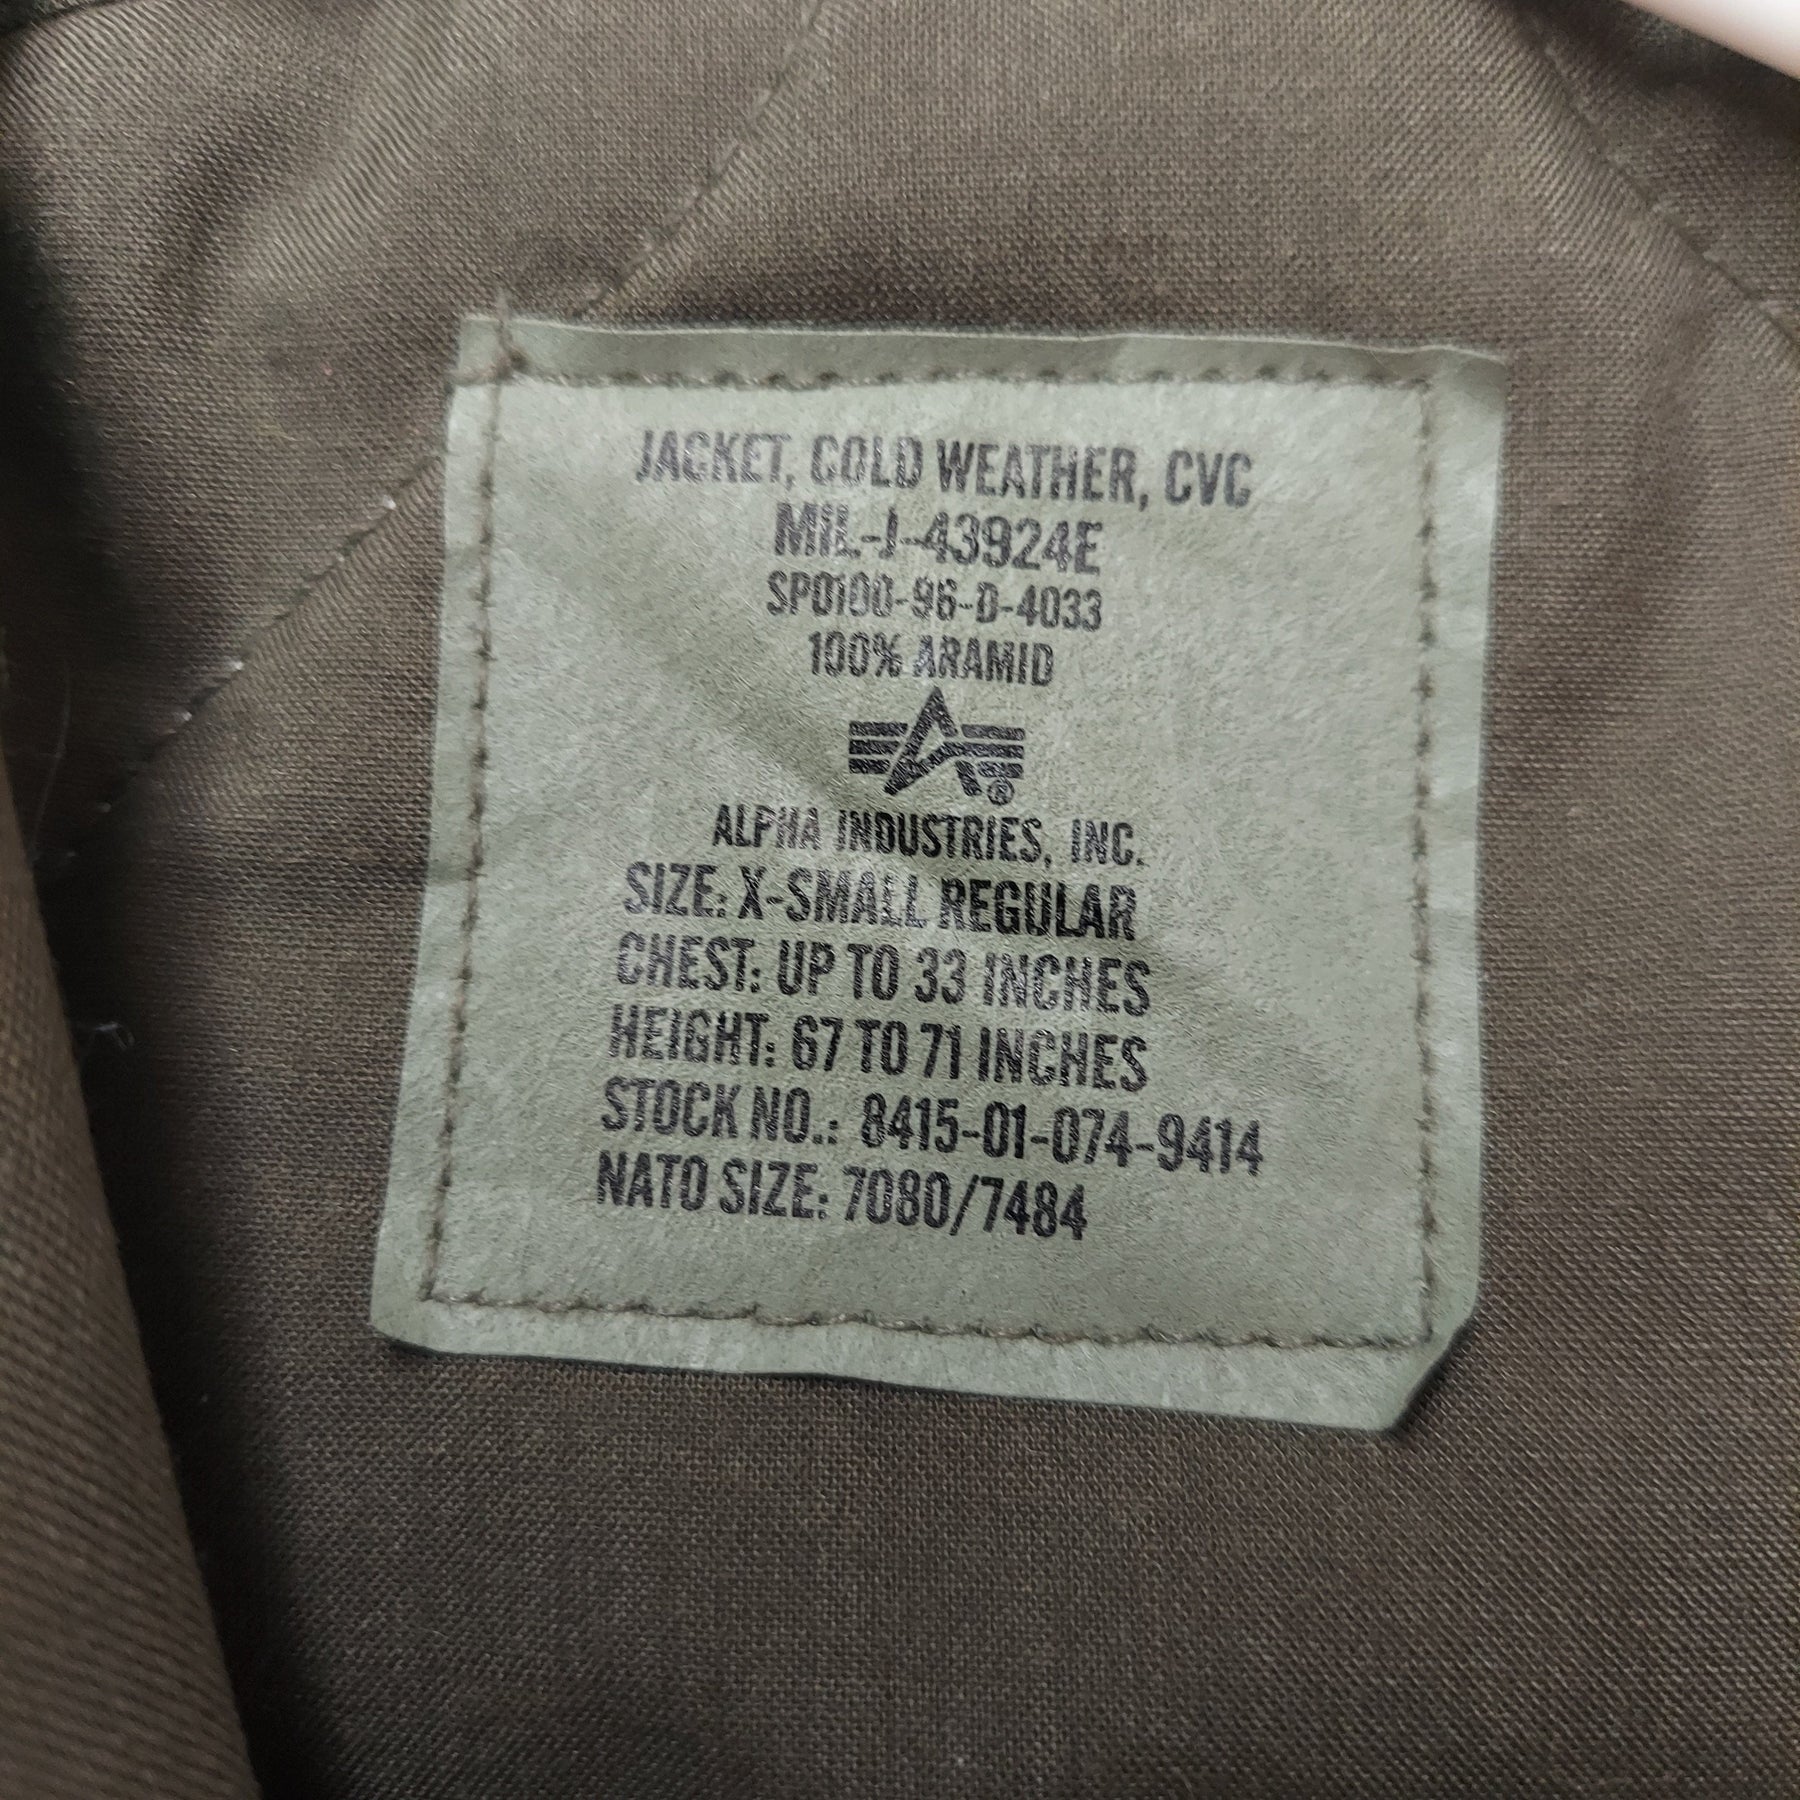 JACKET, COLD WEATHER, CVC
MIL-J-43924E
SP0100-96-D-4033
100% ARAMID
®
ALPHA INDUSTRIES, INC.
SIZE: X-SMALL REGULAR
CHEST: UP TO 33 INCHES
HEIGHT: 67 TO 71 INCHES
STOCK NO.: 8415-01-074-9414
NATO SIZE: 7080/7484